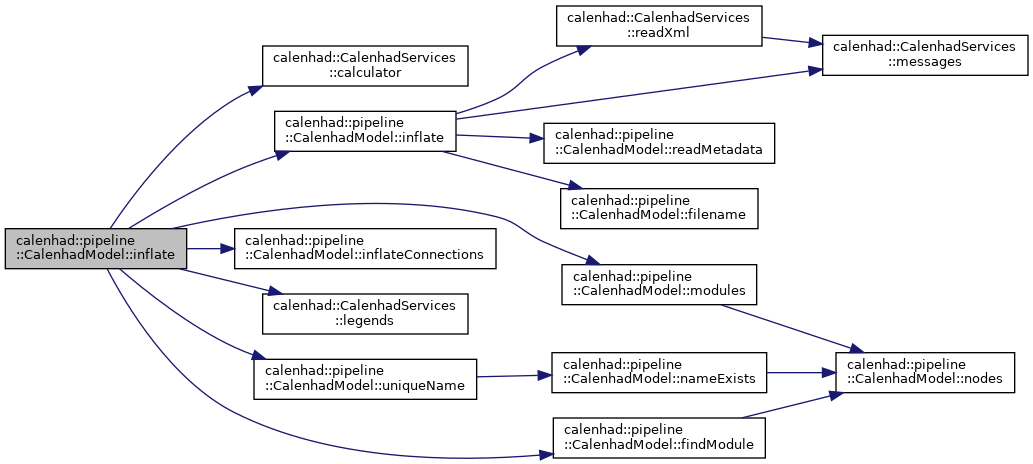 calenhad::pipeline
::CalenhadModel::inflate
calenhad::CalenhadServices
::calculator
calenhad::pipeline
::CalenhadModel::inflate
calenhad::pipeline
::CalenhadModel::inflateConnections
calenhad::CalenhadServices
::legends
calenhad::pipeline
::CalenhadModel::uniqueName
calenhad::CalenhadServices
::readXml
calenhad::pipeline
::CalenhadModel::readMetadata
calenhad::pipeline
::CalenhadModel::filename
calenhad::pipeline
::CalenhadModel::modules
calenhad::pipeline
::CalenhadModel::nameExists
calenhad::pipeline
::CalenhadModel::findModule
calenhad::CalenhadServices
::messages
calenhad::pipeline
::CalenhadModel::nodes